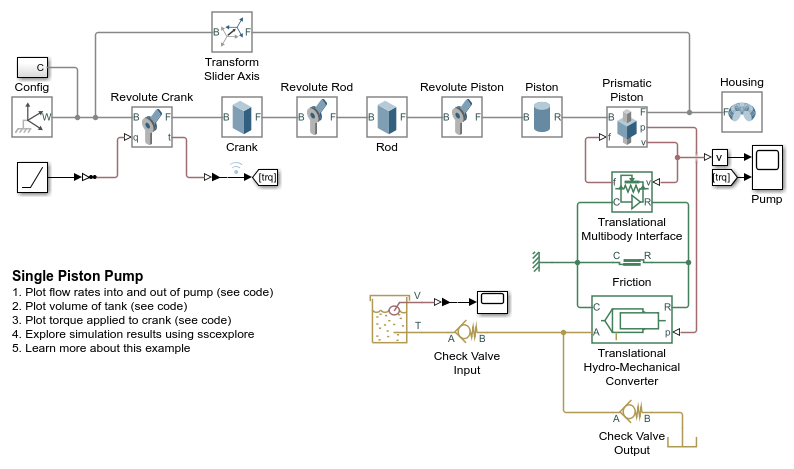 B F
Transform
Slider Axis
C
Config
Revolute Crank
Revolute Rod
Revolute Piston
Piston
Prismatic
Piston
Housing
W
B F
q t
B F
B F
B F
B F
B R
B F
f p
v
F
Crank
Rod
[trq]
v
[trq]
Pump
f v
C R
Translational
Multibody Interface
C R
Friction
Single Piston Pump
1. Plot flow rates into and out of pump (see code)
2. Plot volume of tank (see code)
3. Plot torque applied to crank (see code)
4. Explore simulation results using sscexplore
5. Learn more about this example
V
T
A B
Check Valve
Input
C R
A p
Translational
Hydro-Mechanical
Converter
A B
Check Valve
Output